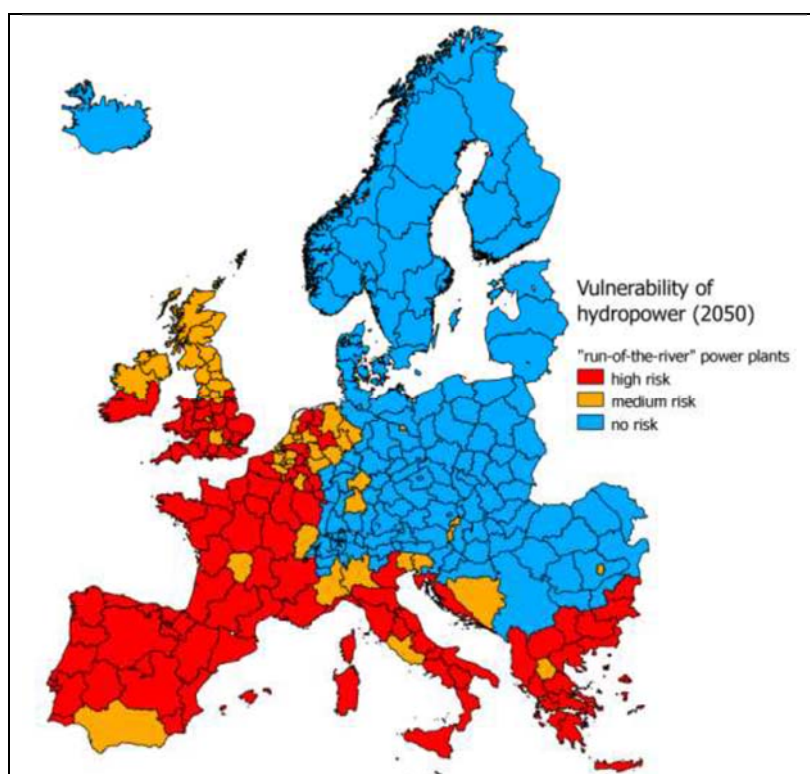 Vulnerability of
hydropower (2050)
"run-of-the-river" power plants
high risk
medium risk
no risk